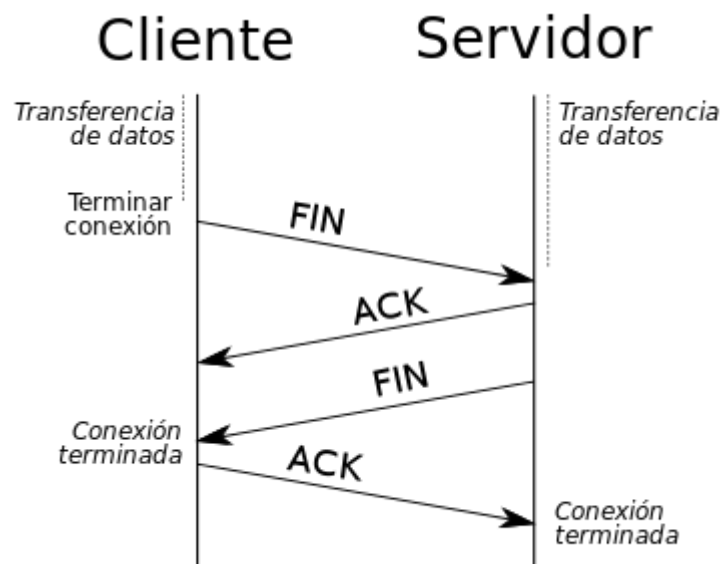 Cliente
Servidor
Transferencia
de datos
Transferencia
de datos
Terminar
conexión
FIN
ACK
FIN
Conexión
terminada
ACK
Conexión
terminada